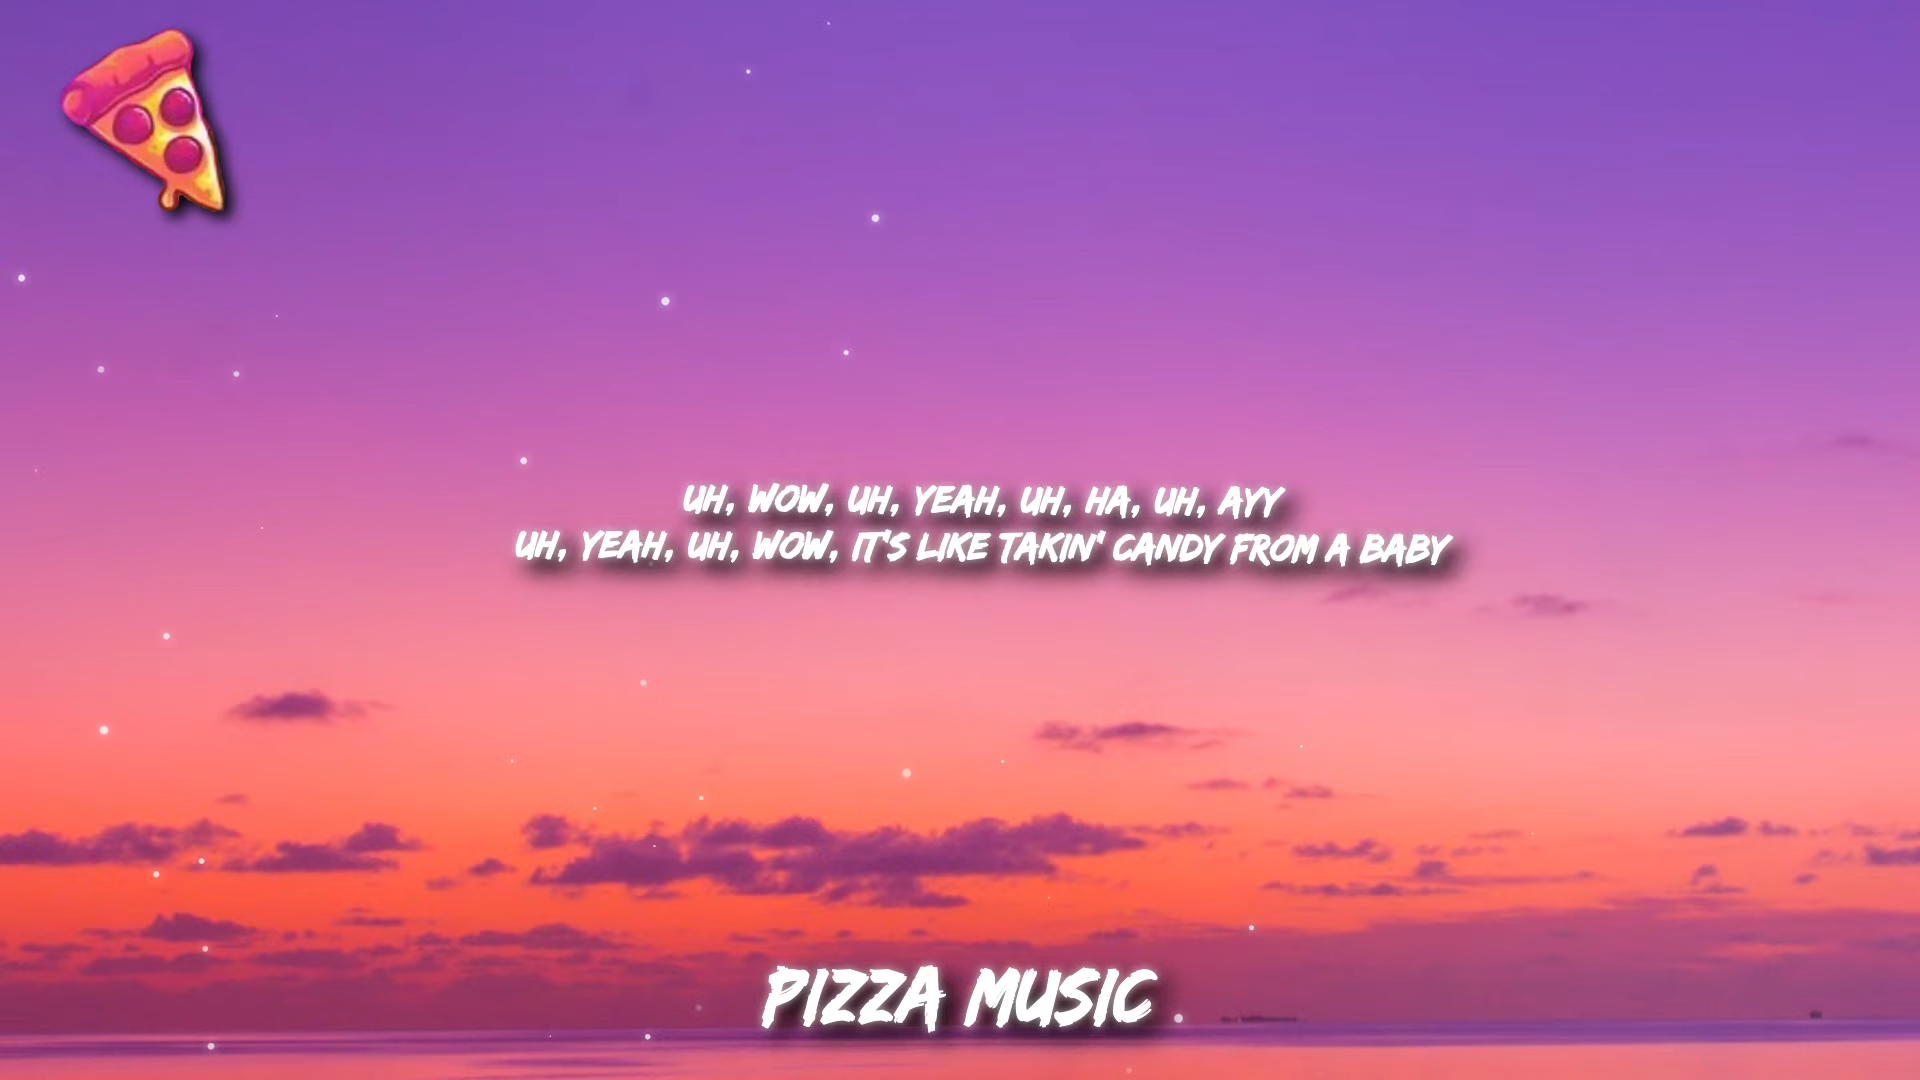 UH, WOW, UH, YEAH, UH, HA, UH, AYY
UH, YEAH, UH, WOW, IT'S LIKE TAKIN' CANDY FROM A BABY
PIZZA MUSIC